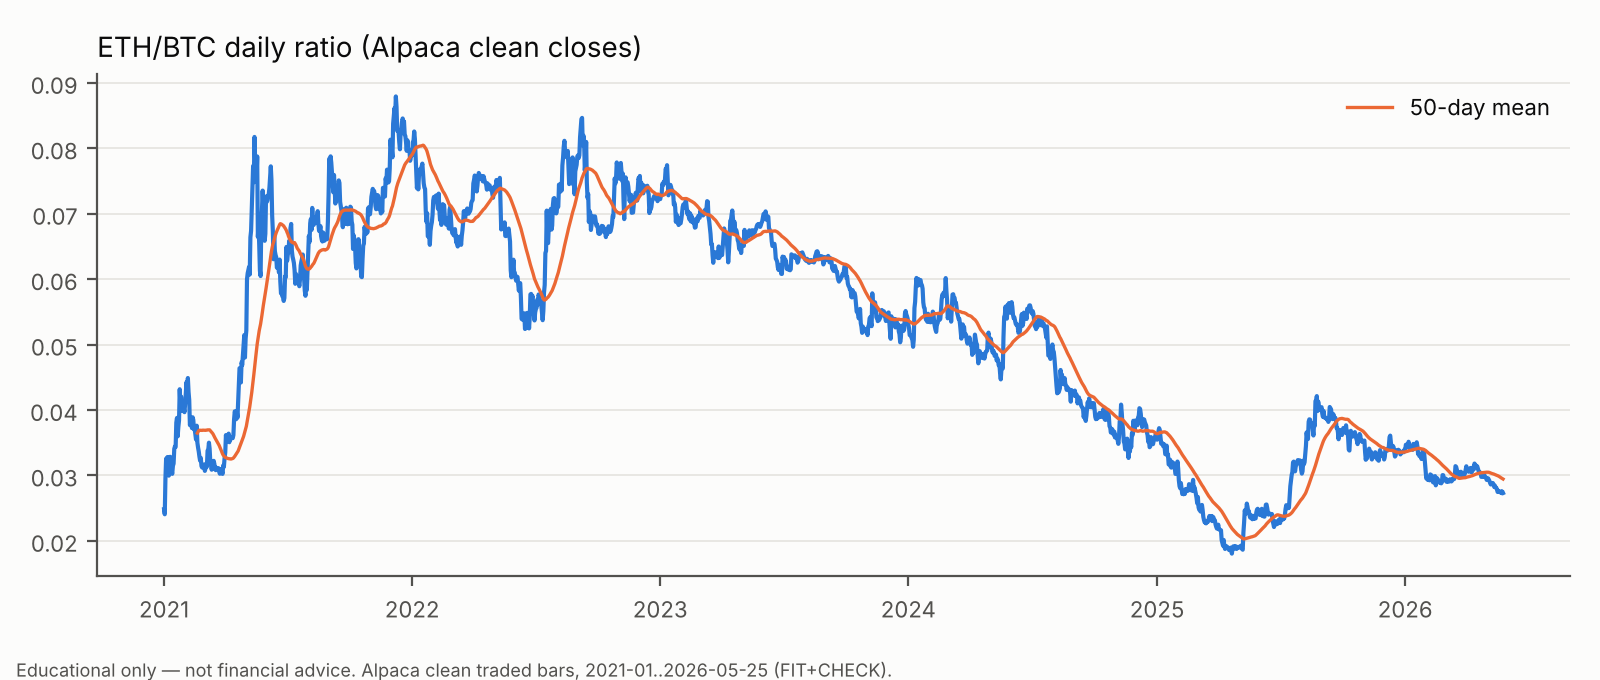 ETH/BTC daily ratio (Alpaca clean closes)
0.09
50-day mean
0.08
0.07
0.06
0.05
0.04
0.03
0.02
2021 2022 2023 2024 2025 2026
Educational only — not financial advice. Alpaca clean traded bars, 2021-01..2026-05-25 (FIT+CHECK).